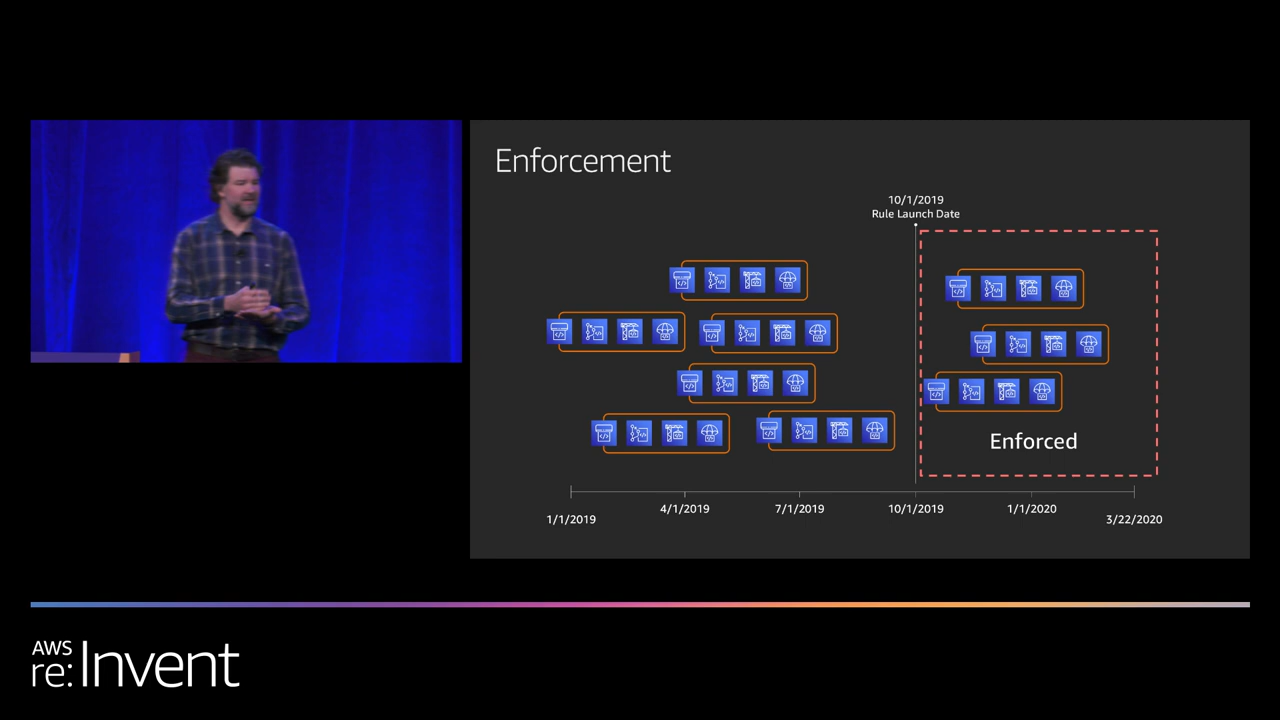 Enforcement
10/1/2019
Rule Launch Date
Enforced
1/1/2019
4/1/2019
7/1/2019
10/1/2019
1/1/2020
3/22/2020
AWS
re:Invent